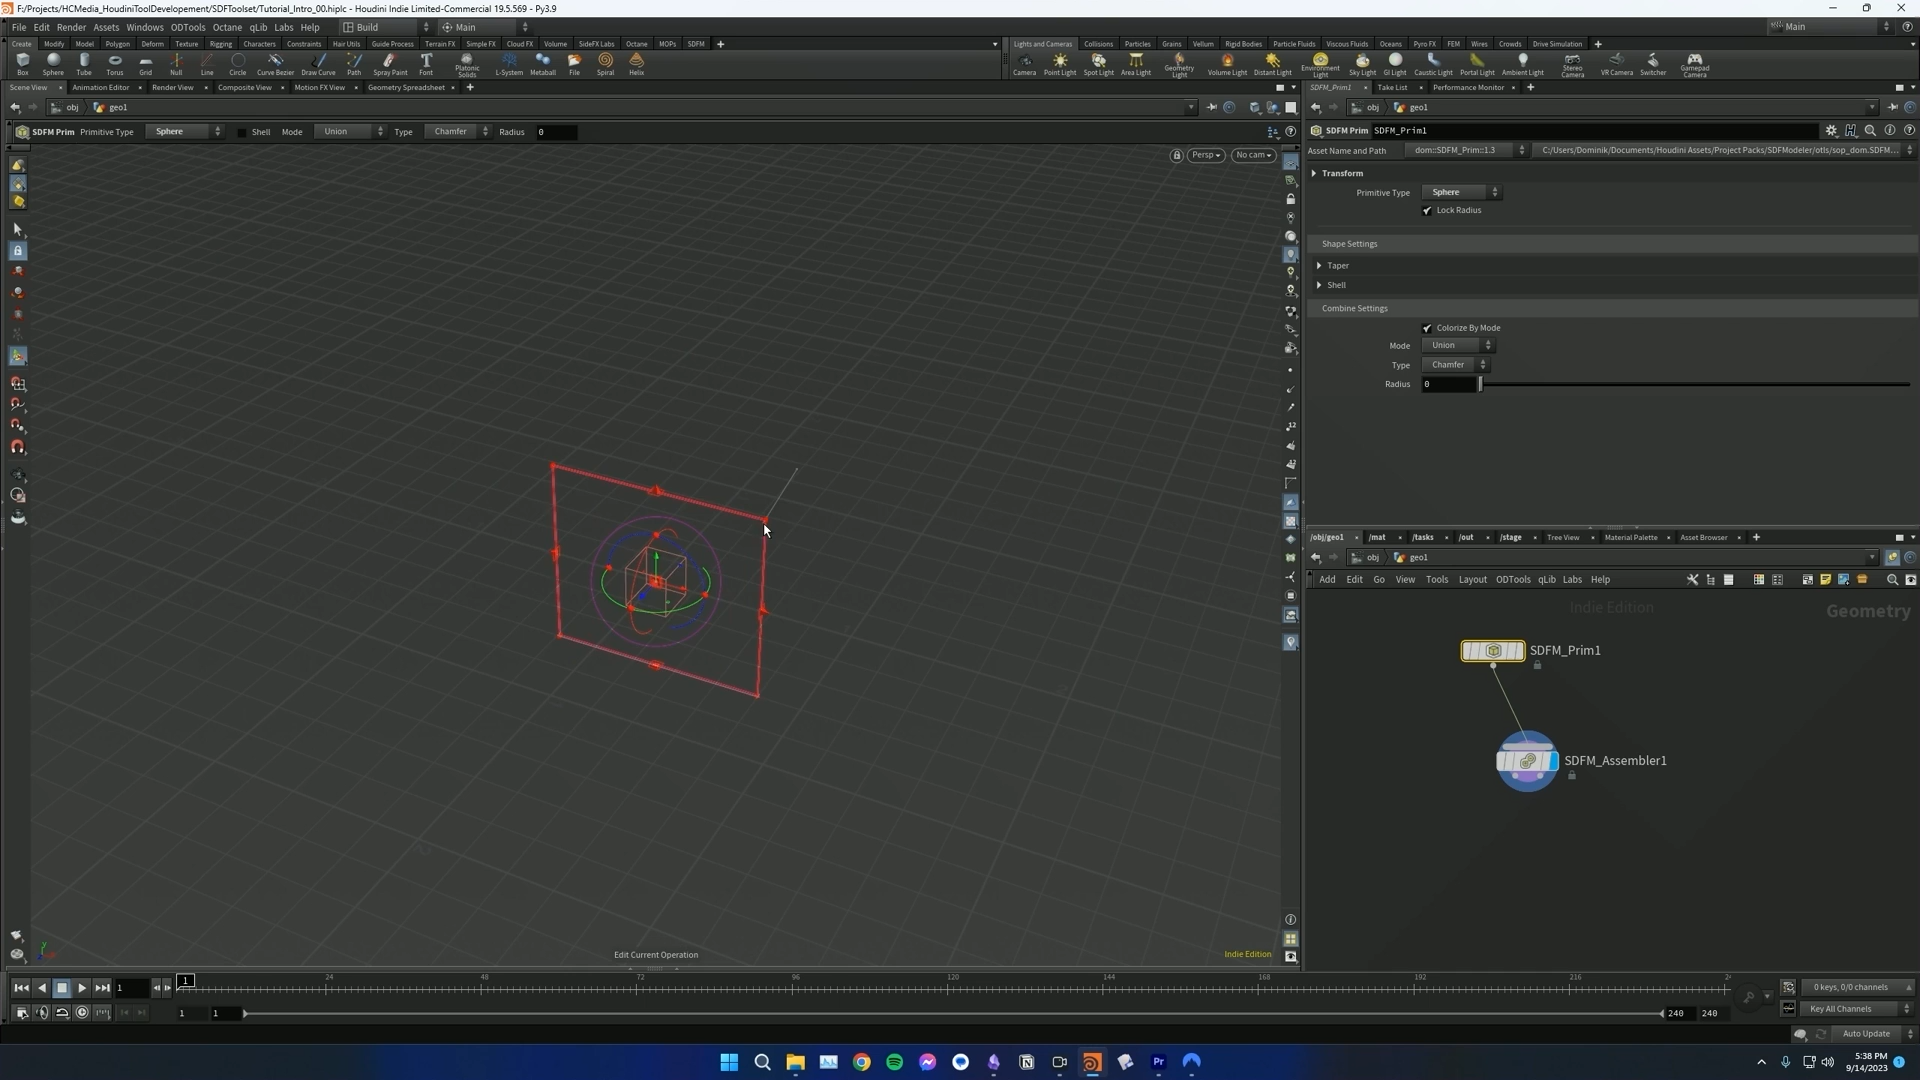 F:/Projects/HCMedia_HoudiniToolDevelopement/SDFToolset/Tutorial_Intro_00.hiplc - Houdini Indie Limited-Commercial 19.5.569 - Py3.9
File Edit Render Assets Windows ODTools Octane qLib Labs Help Build Main Main
Create Modify Model Polygon Deform Texture Rigging Characters Constraints Hair Utils Guide Process Terrain FX Simple FX Cloud FX Volume SideFX Labs Octane MOPs SDFM
Lights and Cameras Collisions Particles Grains Vellum Rigid Bodies Particle Fluids Viscous Fluids Oceans Pyro FX FEM Wires Crowds Drive Simulation
Box Sphere Tube Torus Grid Null Line Circle Curve Bezier Draw Curve Path Spray Paint Font Platonic Solids L-System Metaball File Spiral Helix
Camera Point Light Spot Light Area Light Geometry Light Volume Light Distant Light Environment Light Sky Light GI Light Caustic Light Portal Light Ambient Light Stereo Camera VR Camera Switcher Gamepad Camera
Scene View Animation Editor Render View Composite View Motion FX View Geometry Spreadsheet
SDFM_Prim1 Take List Performance Monitor
obj geo1
obj geo1
SDFM Prim Primitive Type Sphere Shell Mode Union Type Chamfer Radius 0
SDFM Prim SDFM_Prim1
Persp No cam
Asset Name and Path dom::SDFM_Prim::1.3 C:/Users/Dominik/Documents/Houdini Assets/Project Packs/SDFModeler/otls/sop_dom.SDFM...
Transform
Primitive Type Sphere
Lock Radius
Shape Settings
Taper
Shell
Combine Settings
Colorize By Mode
Mode Union
Type Chamfer
Radius 0
/obj/geo1 /mat /tasks /out /stage Tree View Material Palette Asset Browser
obj geo1
Add Edit Go View Tools Layout ODTools qLib Labs Help
Indie Edition Geometry
SDFM_Prim1
SDFM_Assembler1
Edit Current Operation Indie Edition
1 1 24 48 72 96 120 144 168 192 216
0 keys, 0/0 channels
1 1 240 240 Key All Channels
Auto Update
5:38 PM
9/14/2023